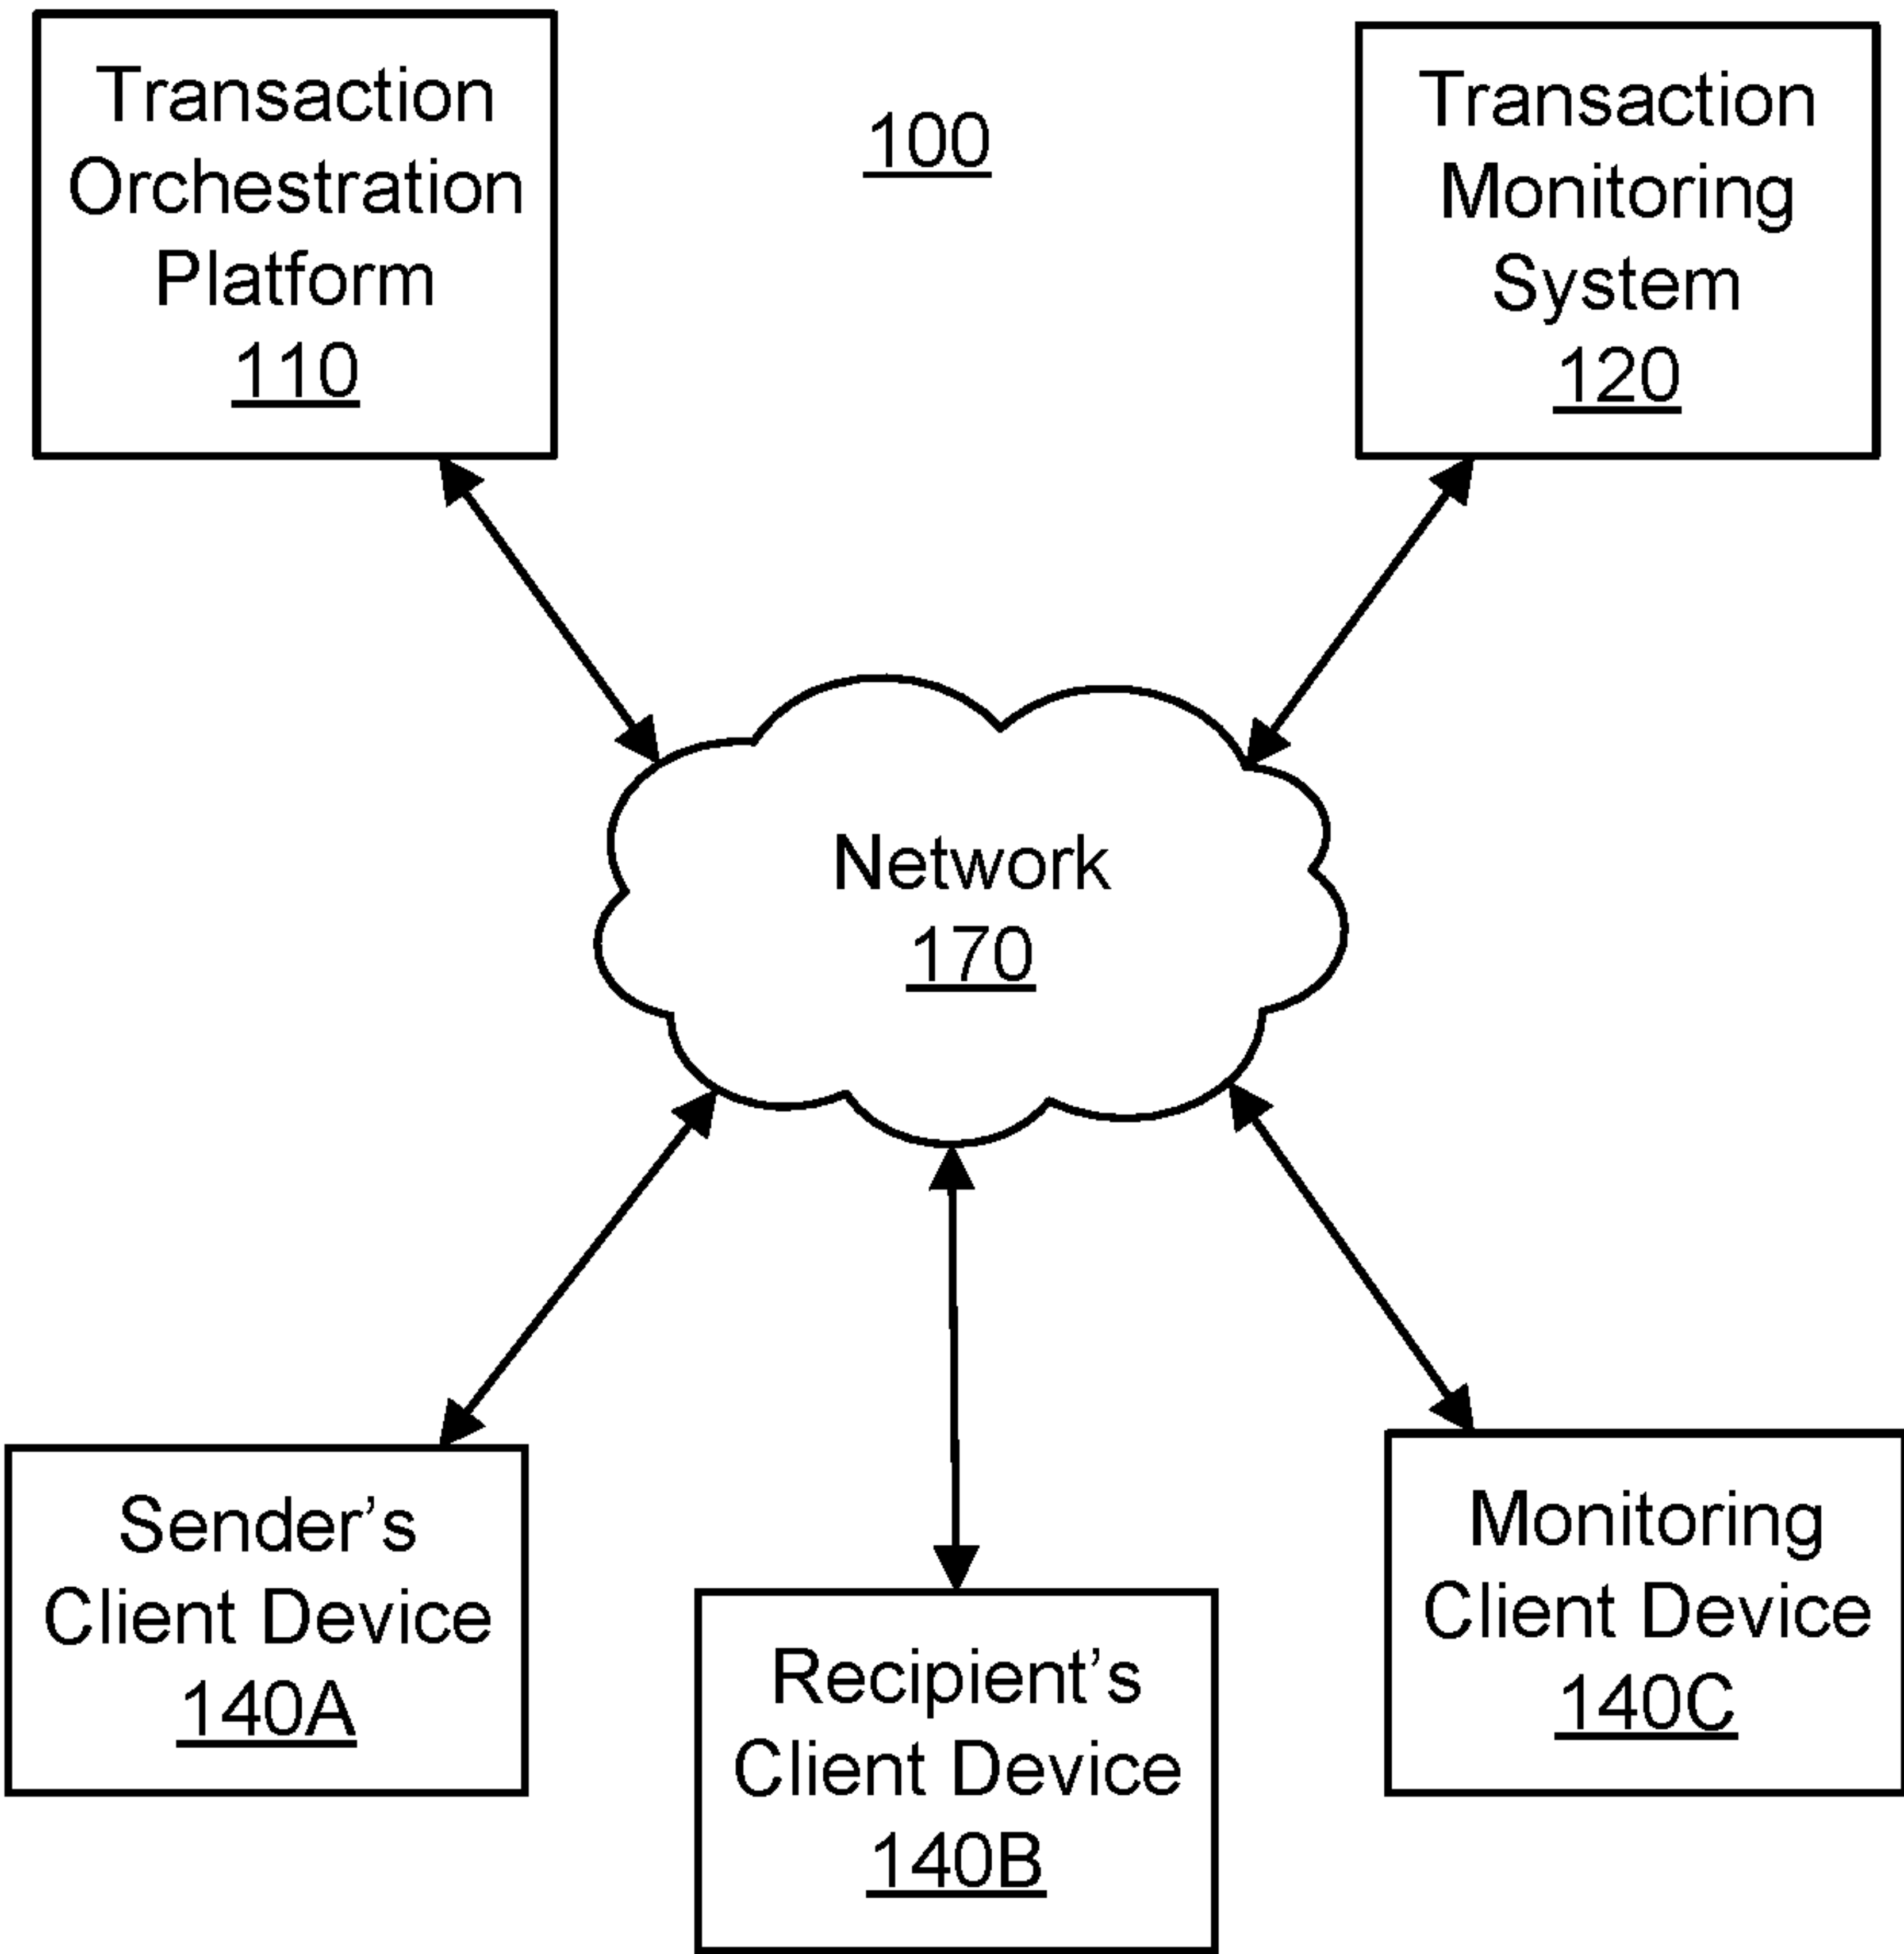 Transaction
Orchestration
Platform
110
100
Transaction
Monitoring
System
120
Network
170
Sender’s
Client Device
140A
Recipient’s
Client Device
140B
Monitoring
Client Device
140C